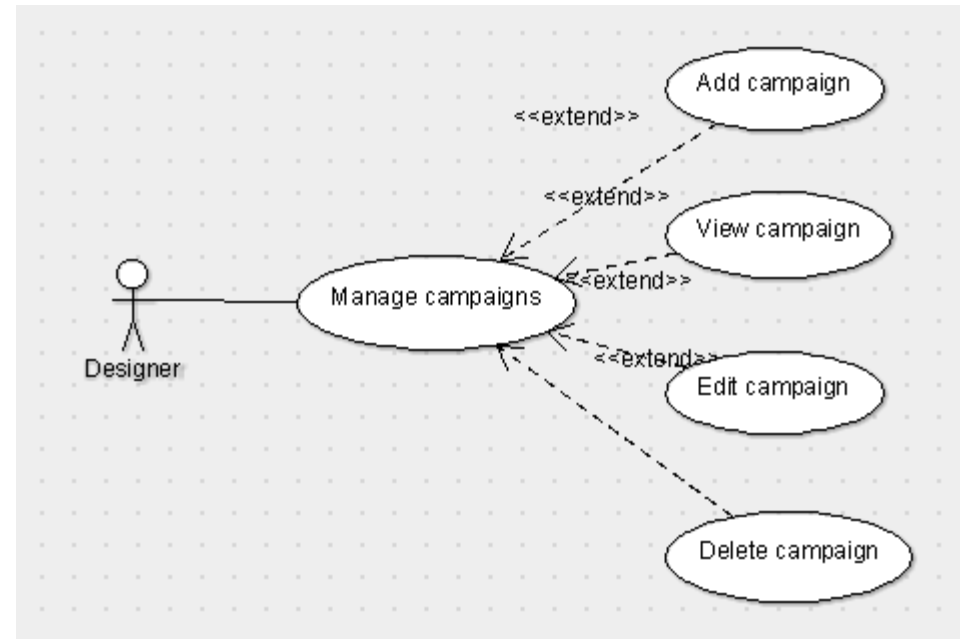 Add campaign
<<extend>>
<<extend>>
View campaign
<<extend>>
Manage campaigns
<<extend>>
Designer
Edit campaign
Delete campaign